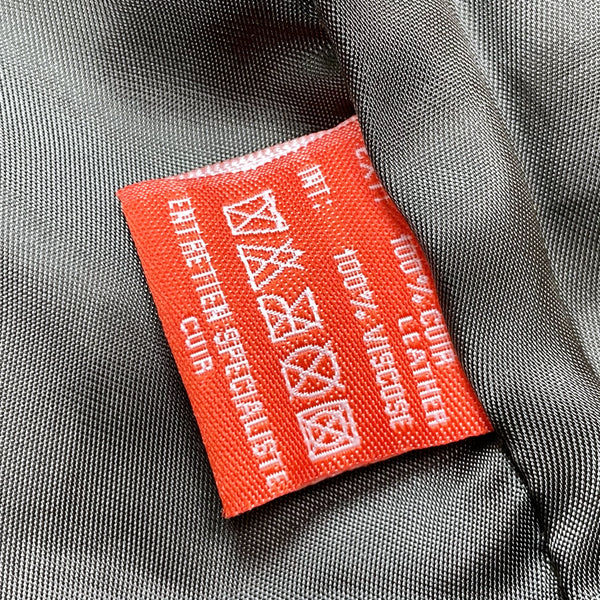 EXT: 100% CUIR
LEATHER
INT: 100% VISCOSE
ENTRETIEN SPECIALISTE
CUIR